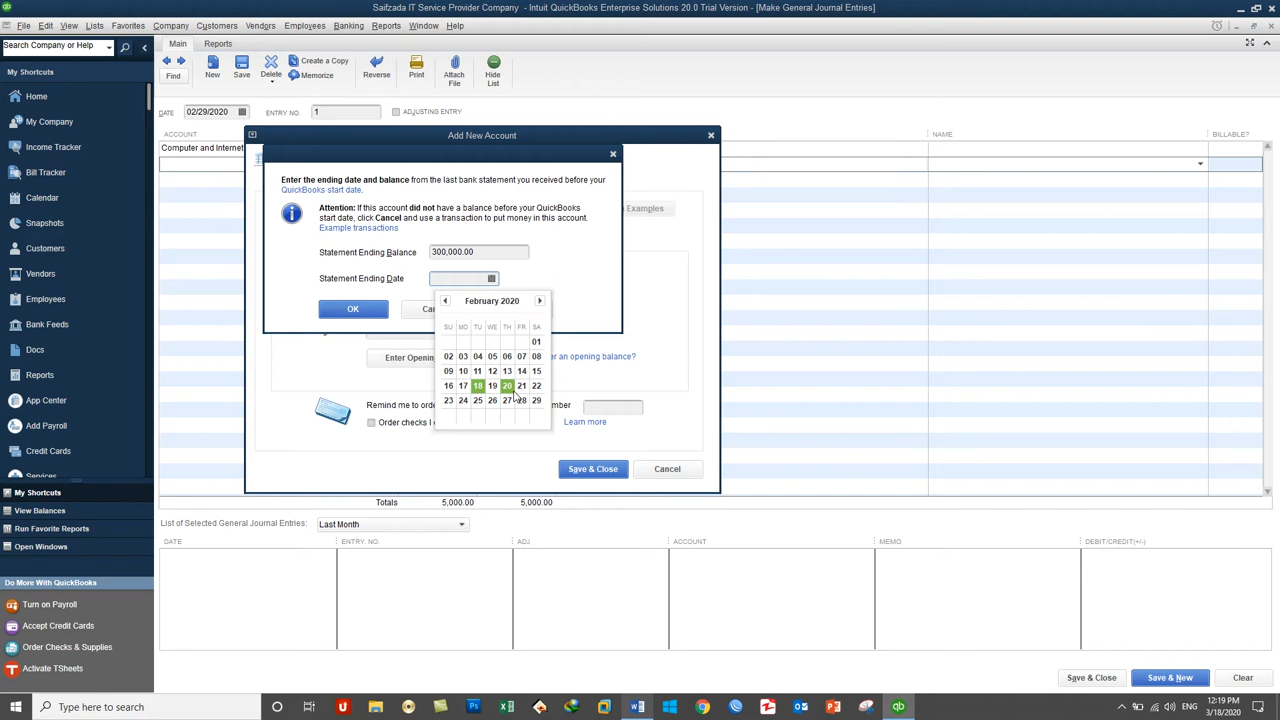 Saifzada IT Service Provider Company - Intuit QuickBooks Enterprise Solutions 20.0 Trial Version - [Make General Journal Entries]
File Edit View Lists Favorites Company Customers Vendors Employees Banking Reports Window Help
Search Company or Help
My Shortcuts
Home
My Company
Income Tracker
Bill Tracker
Calendar
Snapshots
Customers
Vendors
Employees
Bank Feeds
Docs
Reports
App Center
Add Payroll
Credit Cards
Services
My Shortcuts
View Balances
Run Favorite Reports
Open Windows
Do More With QuickBooks
Turn on Payroll
Accept Credit Cards
Order Checks & Supplies
Activate TSheets
Main Reports
Find New Save Delete Create a Copy Memorize Reverse Print Attach File Hide List
DATE 02/29/2020 ENTRY NO. 1 ADJUSTING ENTRY
ACCOUNT NAME BILLABLE?
Computer and Internet
Add New Account
Enter the ending date and balance from the last bank statement you received before your
QuickBooks start date.
Attention: If this account did not have a balance before your QuickBooks
start date, click Cancel and use a transaction to put money in this account.
Example transactions
Examples
Statement Ending Balance 300,000.00
Statement Ending Date
OK
February 2020
SU MO TU WE TH FR SA
01
02 03 04 05 06 07 08
09 10 11 12 13 14 15
16 17 18 19 20 21 22
23 24 25 26 27 28 29
Enter Opening
er an opening balance?
Remind me to
Order checks I
Learn more
Save & Close Cancel
Totals 5,000.00 5,000.00
List of Selected General Journal Entries: Last Month
DATE ENTRY. NO. ADJ ACCOUNT MEMO DEBIT/CREDIT(+/-)
Save & Close Save & New Clear
Type here to search
12:19 PM
3/18/2020